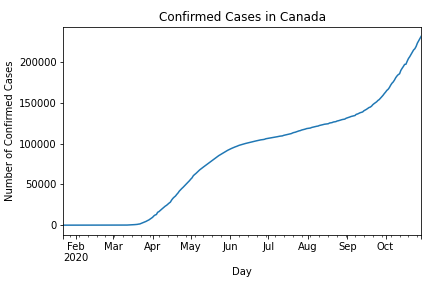 Confirmed Cases in Canada
Number of Confirmed Cases
200000
150000
100000
50000
0
Feb Mar Apr May Jun Jul Aug Sep Oct
2020
Day